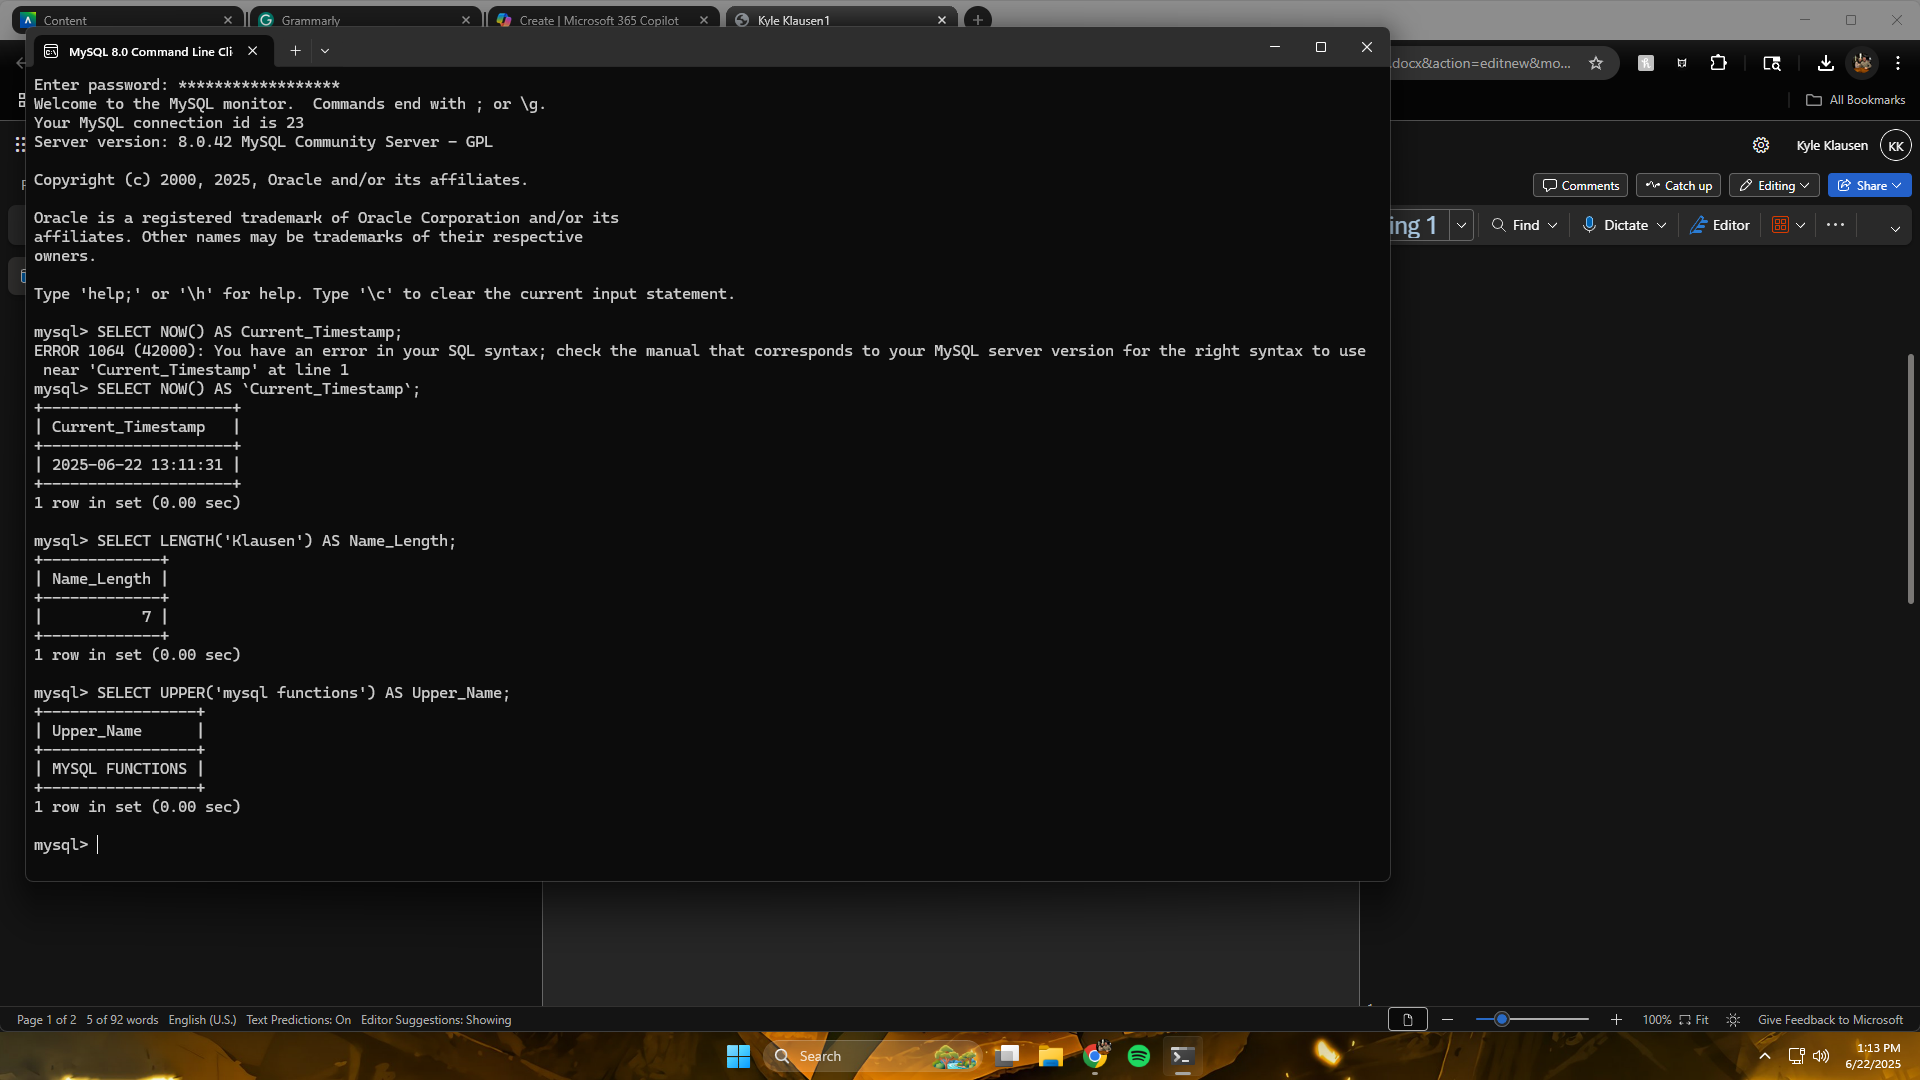 Content
Grammarly
Create | Microsoft 365 Copilot
Kyle Klausen1
MySQL 8.0 Command Line Cli
.docx&action=editnew&mo...
All Bookmarks
Kyle Klausen
KK
Comments
Catch up
Editing
Share
ing 1
Find
Dictate
Editor
Enter password: ******************
Welcome to the MySQL monitor.  Commands end with ; or \g.
Your MySQL connection id is 23
Server version: 8.0.42 MySQL Community Server - GPL
Copyright (c) 2000, 2025, Oracle and/or its affiliates.
Oracle is a registered trademark of Oracle Corporation and/or its
affiliates. Other names may be trademarks of their respective
owners.
Type 'help;' or '\h' for help. Type '\c' to clear the current input statement.
mysql> SELECT NOW() AS Current_Timestamp;
ERROR 1064 (42000): You have an error in your SQL syntax; check the manual that corresponds to your MySQL server version for the right syntax to use
near 'Current_Timestamp' at line 1
mysql> SELECT NOW() AS `Current_Timestamp`;
+---------------------+
| Current_Timestamp   |
+---------------------+
| 2025-06-22 13:11:31 |
+---------------------+
1 row in set (0.00 sec)
mysql> SELECT LENGTH('Klausen') AS Name_Length;
+-------------+
| Name_Length |
+-------------+
|           7 |
+-------------+
1 row in set (0.00 sec)
mysql> SELECT UPPER('mysql functions') AS Upper_Name;
+-----------------+
| Upper_Name      |
+-----------------+
| MYSQL FUNCTIONS |
+-----------------+
1 row in set (0.00 sec)
mysql>
Page 1 of 2
5 of 92 words
English (U.S.)
Text Predictions: On
Editor Suggestions: Showing
100%
Fit
Give Feedback to Microsoft
Search
1:13 PM
6/22/2025